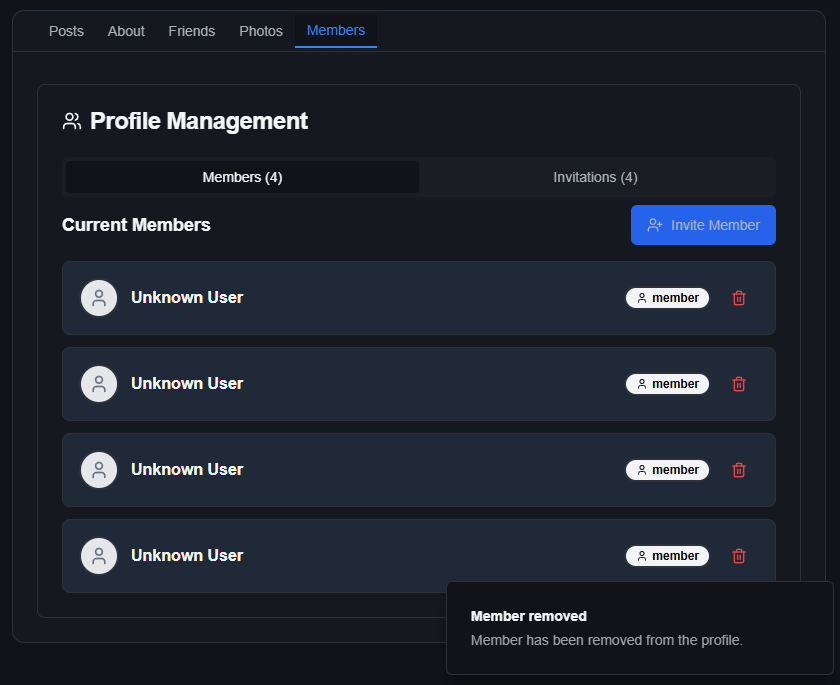 Posts About Friends Photos Members
Profile Management
Members (4) Invitations (4)
Current Members Invite Member
Unknown User member
Unknown User member
Unknown User member
Unknown User member
Member removed
Member has been removed from the profile.